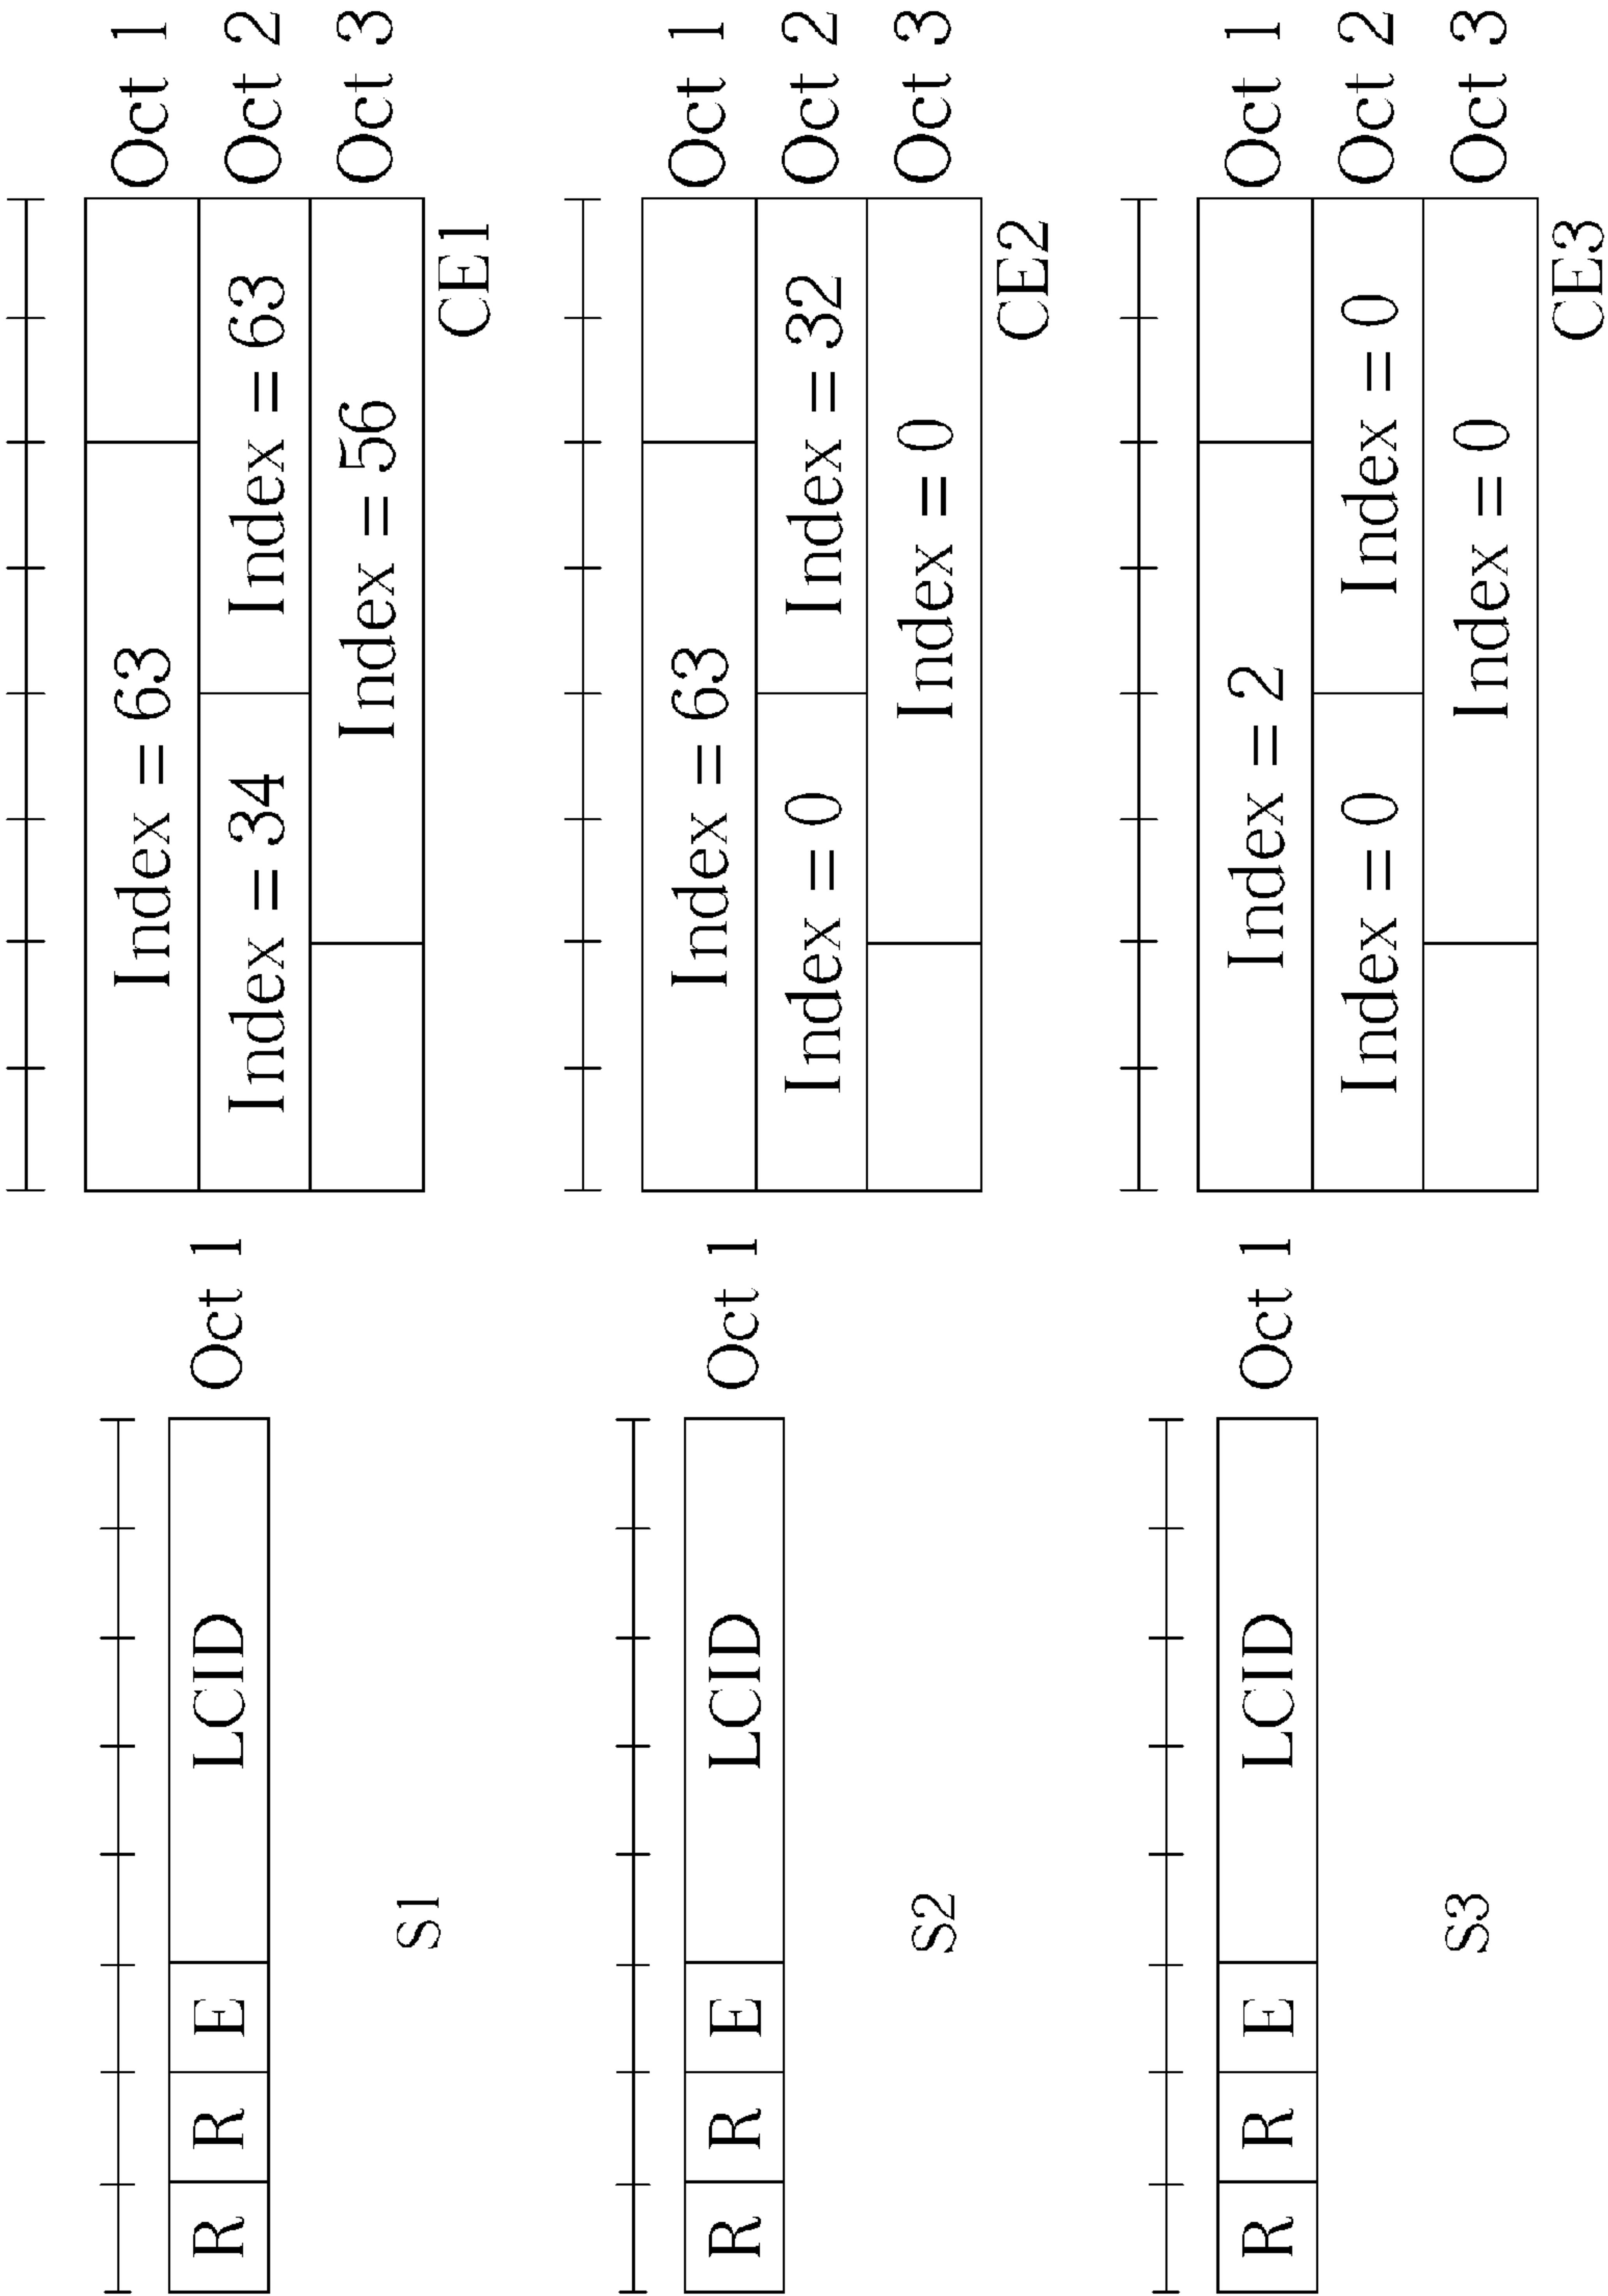 R R E LCID Oct 1
S1
Index = 63 Oct 1
Index = 34 Index = 63 Oct 2
Index = 56 Oct 3
CE1
R R E LCID Oct 1
S2
Index = 63 Oct 1
Index = 0 Index = 32 Oct 2
Index = 0 Oct 3
CE2
R R E LCID Oct 1
S3
Index = 2 Oct 1
Index = 0 Index = 0 Oct 2
Index = 0 Oct 3
CE3